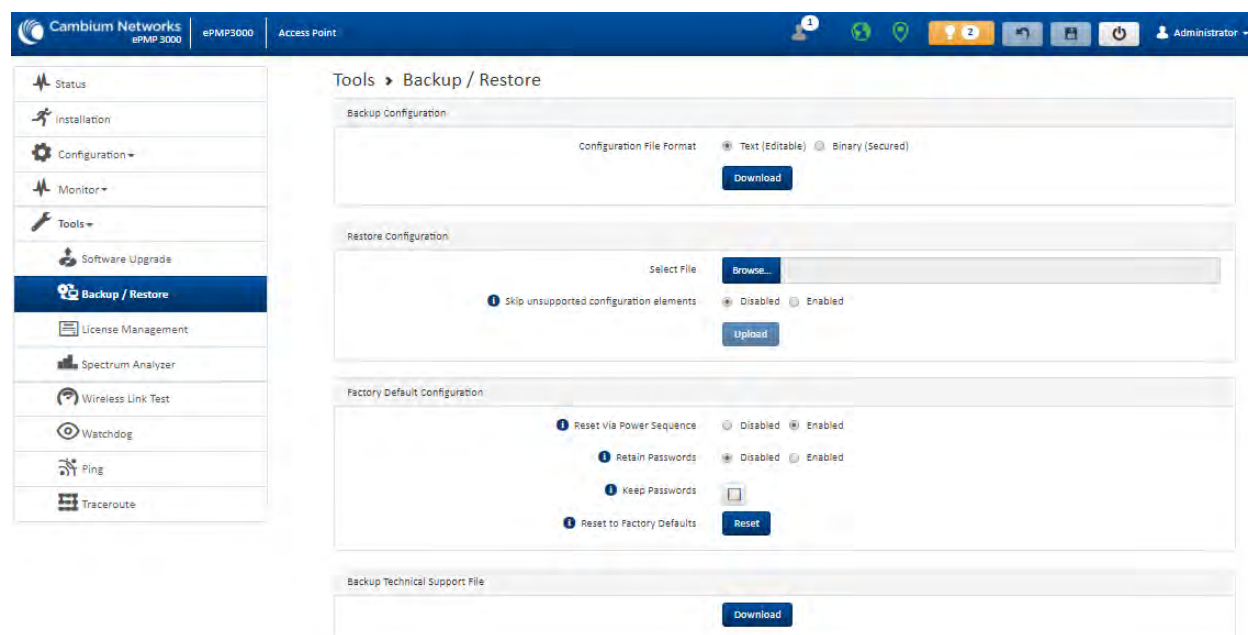 Cambium Networks
ePMP 3000
ePMP3000
Access Point
1
2
Administrator
Status
Installation
Configuration
Monitor
Tools
Software Upgrade
Backup / Restore
License Management
Spectrum Analyzer
Wireless Link Test
Watchdog
Ping
Traceroute
Tools > Backup / Restore
Backup Configuration
Configuration File Format Text (Editable) Binary (Secured)
Download
Restore Configuration
Select File Browse...
Skip unsupported configuration elements Disabled Enabled
Upload
Factory Default Configuration
Reset Via Power Sequence Disabled Enabled
Retain Passwords Disabled Enabled
Keep Passwords
Reset to Factory Defaults Reset
Backup Technical Support File
Download